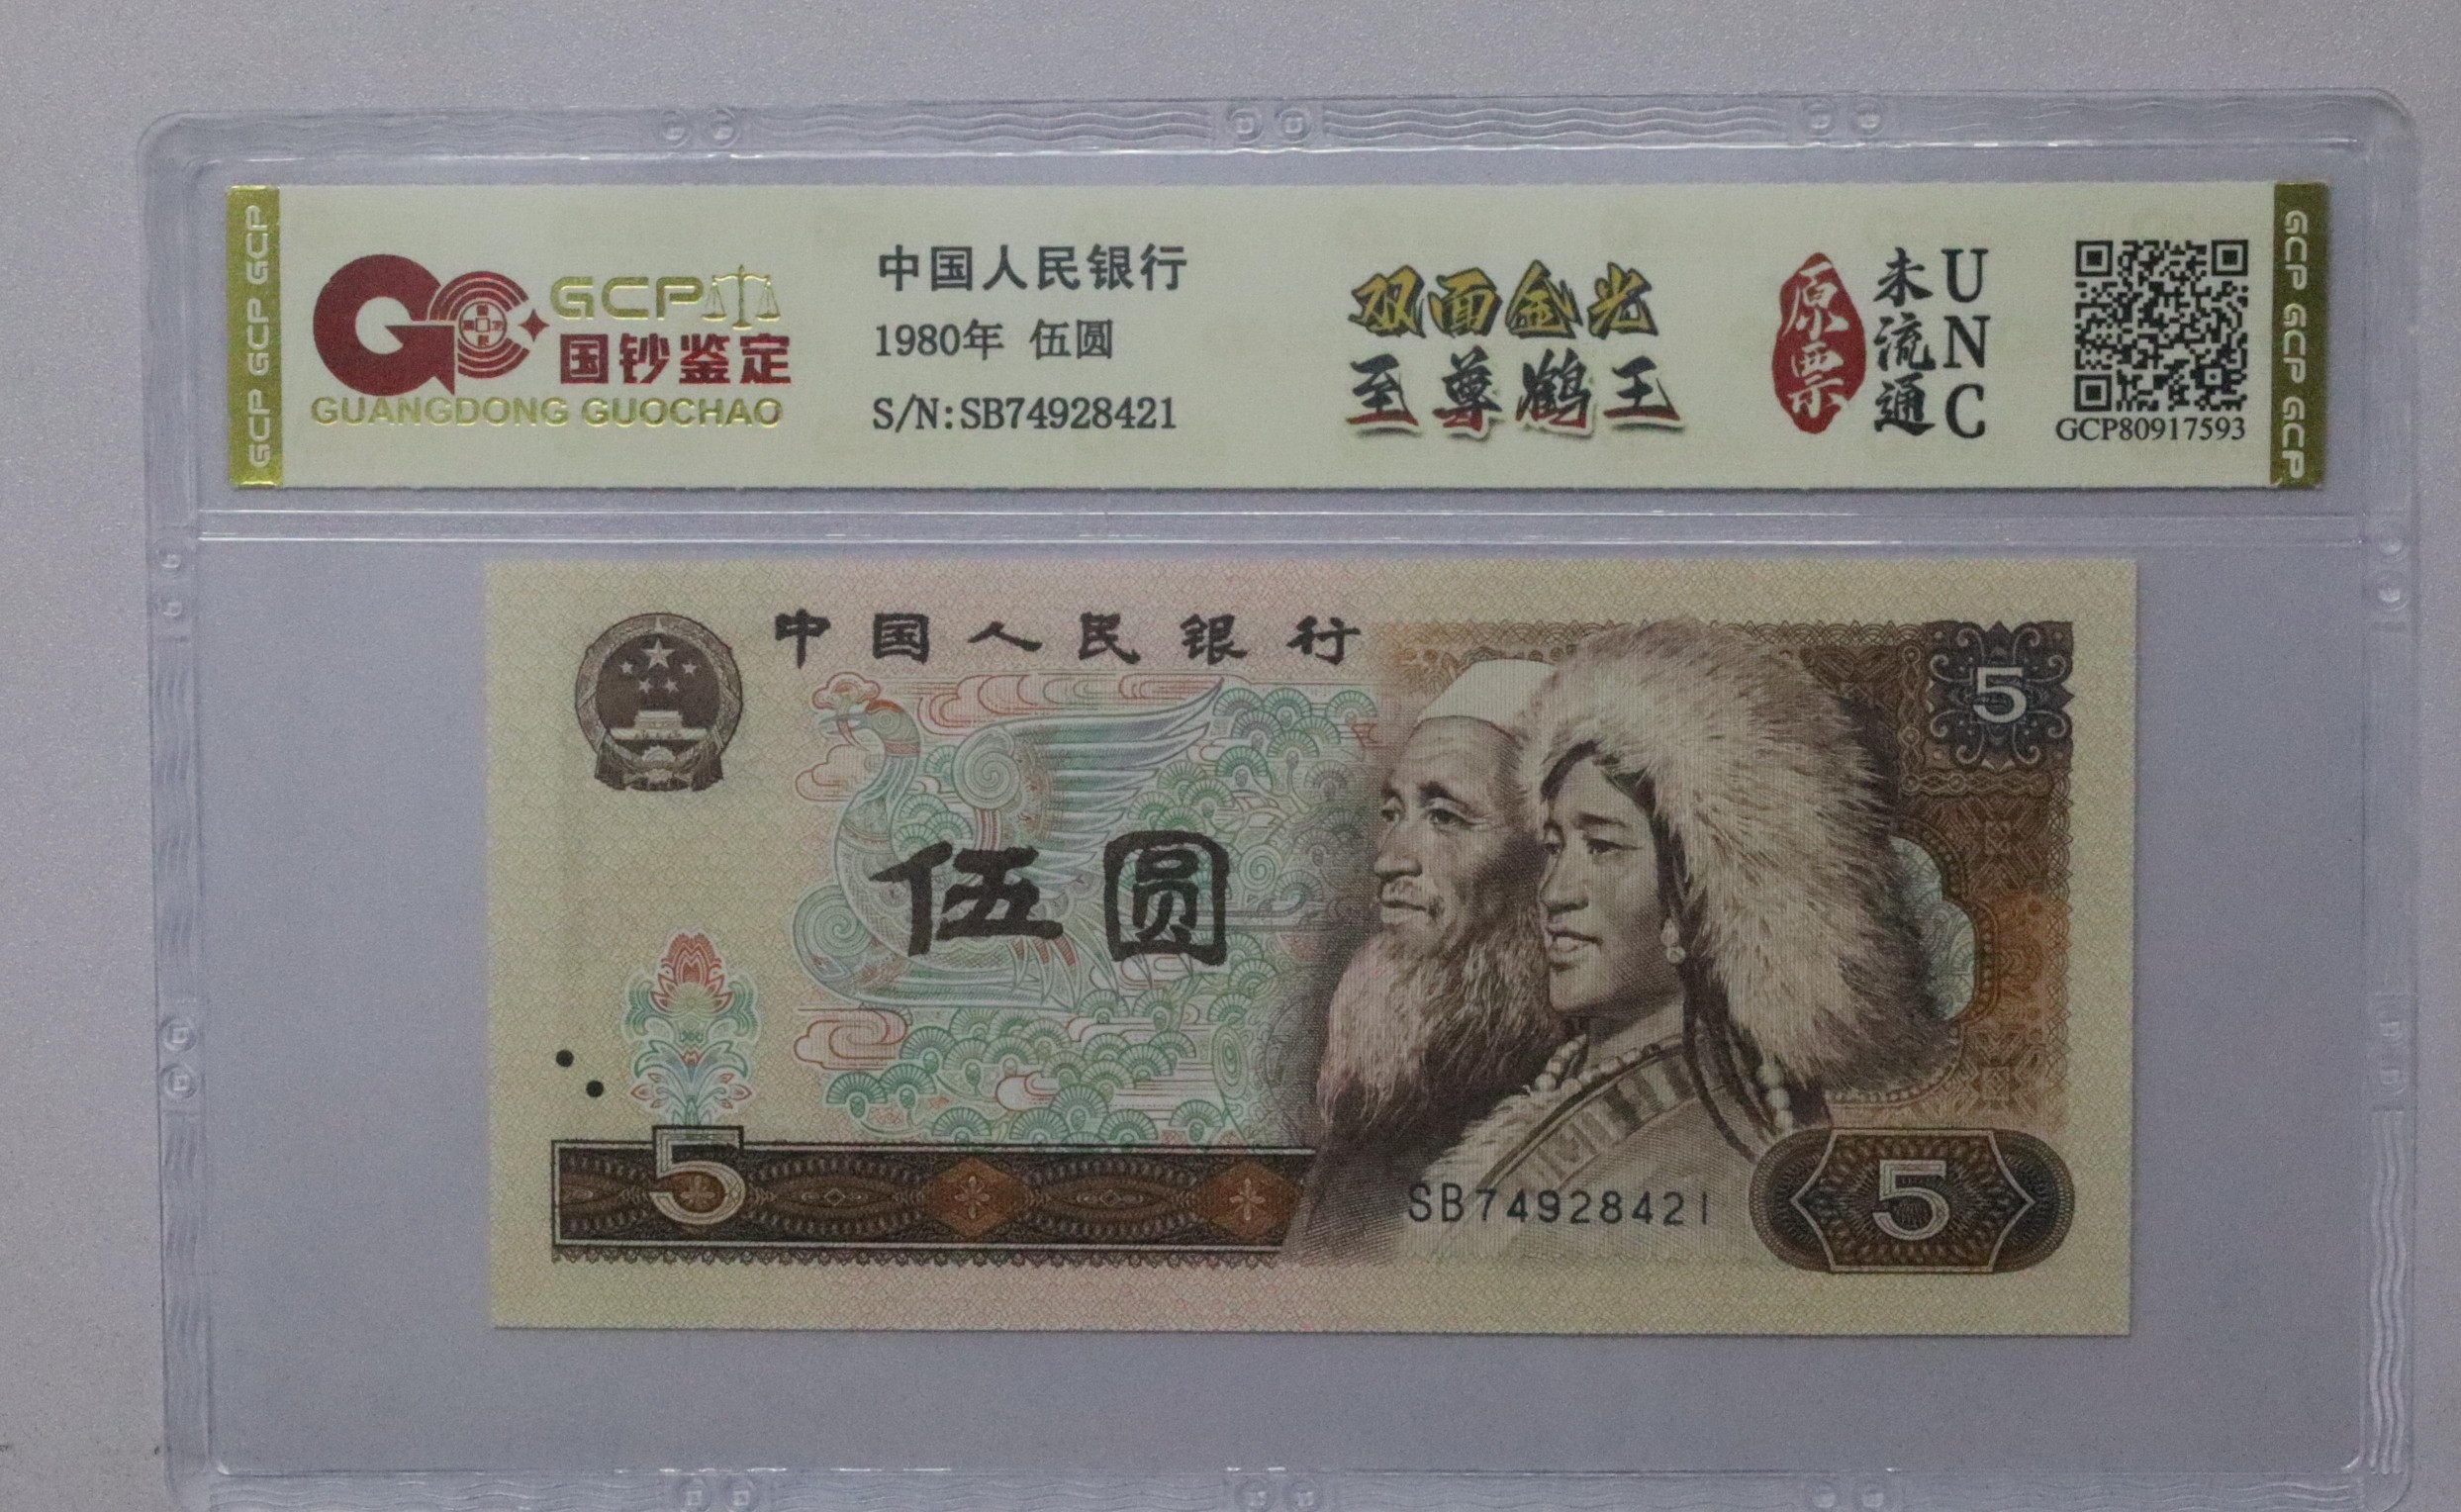 GCP GCP GCP
GCP
国钞鉴定
GUANGDONG GUOCHAO
中国人民银行
1980年 伍圆
S/N:SB74928421
双面金光
至尊鹤王
原票
未流通
UNC
GCP80917593
GCP GCP GCP
中国人民银行
5
伍圆
5
SB74928421
5